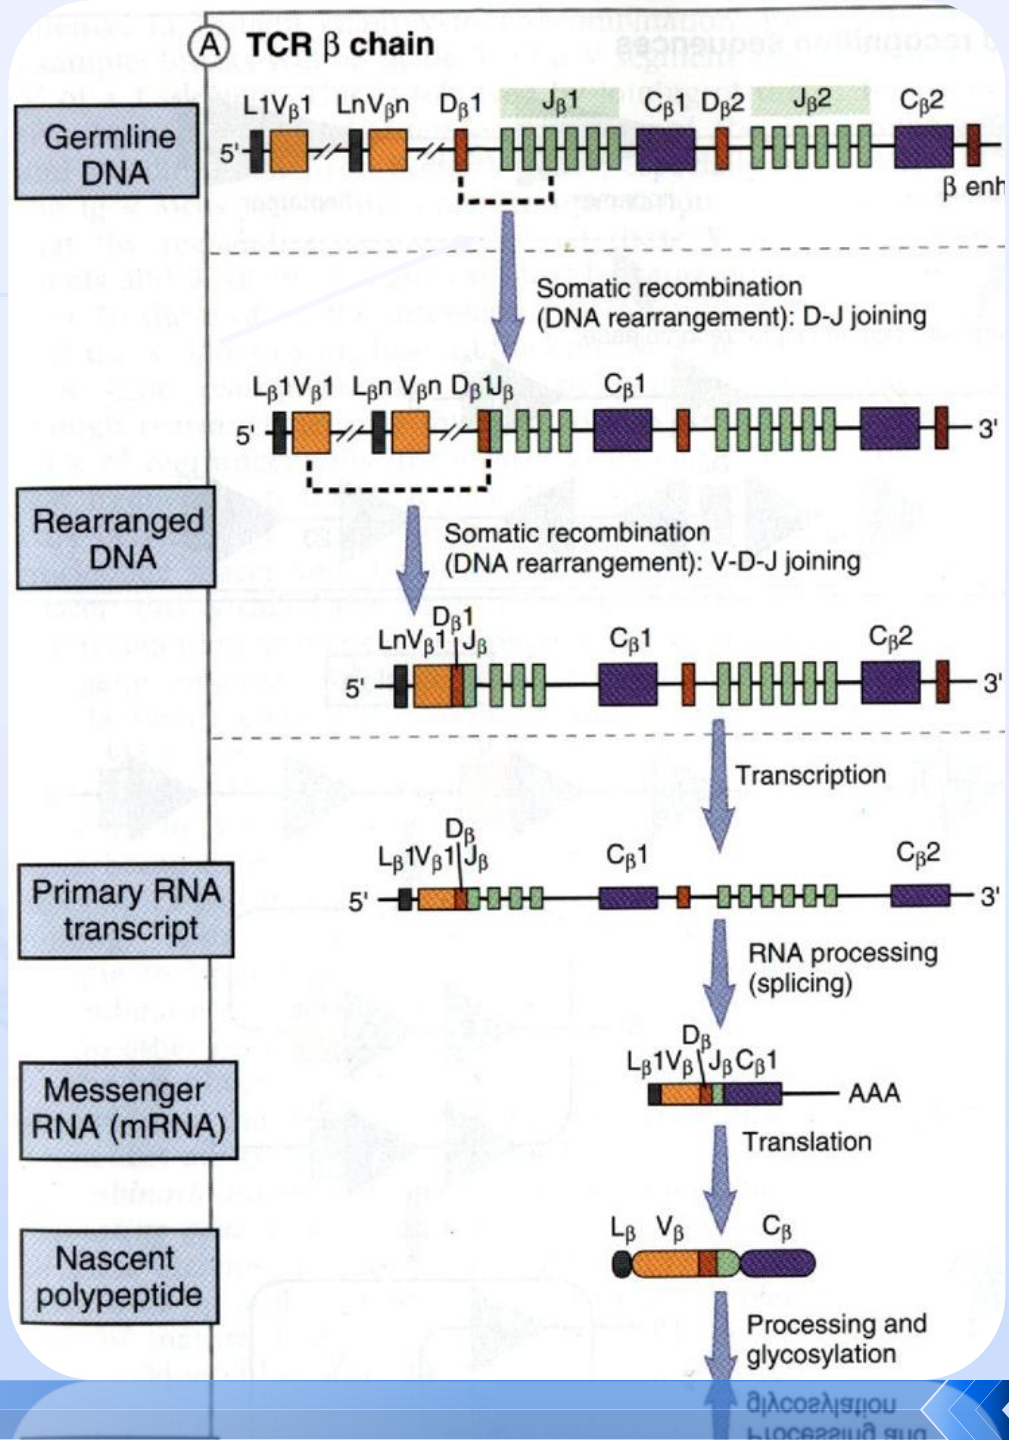 A TCR β chain
L1Vβ1 LnVβn Dβ1 Jβ1 Cβ1 Dβ2 Jβ2 Cβ2
Germline
DNA
5'
β enh
Somatic recombination
(DNA rearrangement): D-J joining
Lβ1Vβ1 Lβn Vβn Dβ1Jβ Cβ1
5' 3'
Rearranged
DNA
Somatic recombination
(DNA rearrangement): V-D-J joining
Dβ1
LnVβ1 Jβ Cβ1 Cβ2
5' 3'
Transcription
Dβ
Lβ1Vβ1 Jβ Cβ1 Cβ2
Primary RNA
transcript
5' 3'
RNA processing
(splicing)
Dβ
Lβ1Vβ JβCβ1
Messenger
RNA (mRNA)
AAA
Translation
Lβ Vβ Cβ
Nascent
polypeptide
Processing and
glycosylation